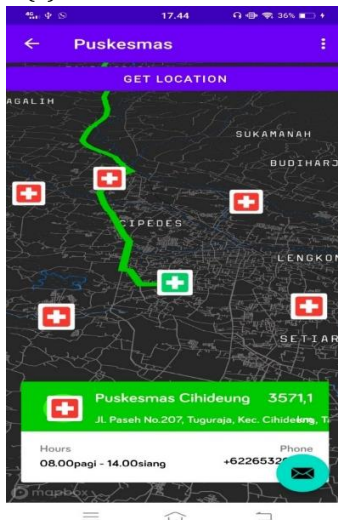 17.44
36%
Puskesmas
GET LOCATION
AGALIH
SUKAMANAH
BUDIHARJ
CIPEDES
LENGKON
SETIAR
Puskesmas Cihideung 3571,1
Jl. Paseh No.207, Tuguraja, Kec. Cihideung, T
Hours Phone
08.00pagi - 14.00siang +6226532
mapbox